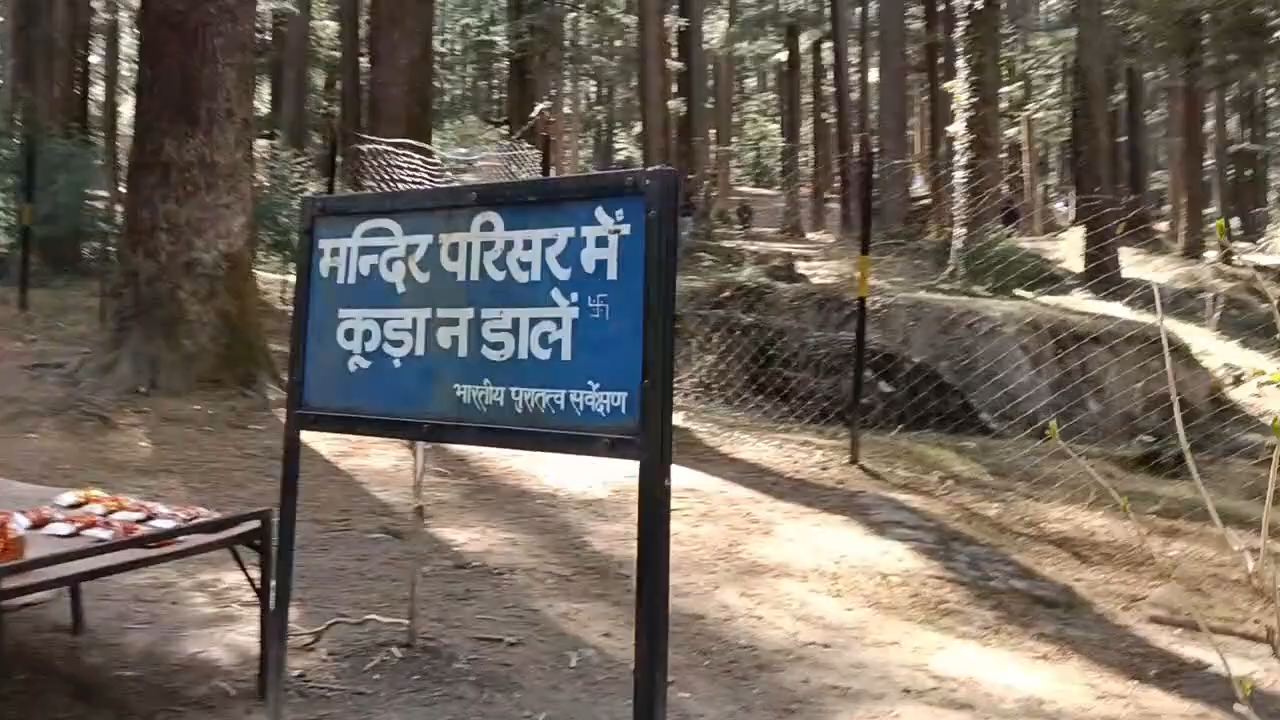 मन्दिर परिसर में
कूड़ा न डालें
भारतीय पुरातत्व सर्वेक्षण